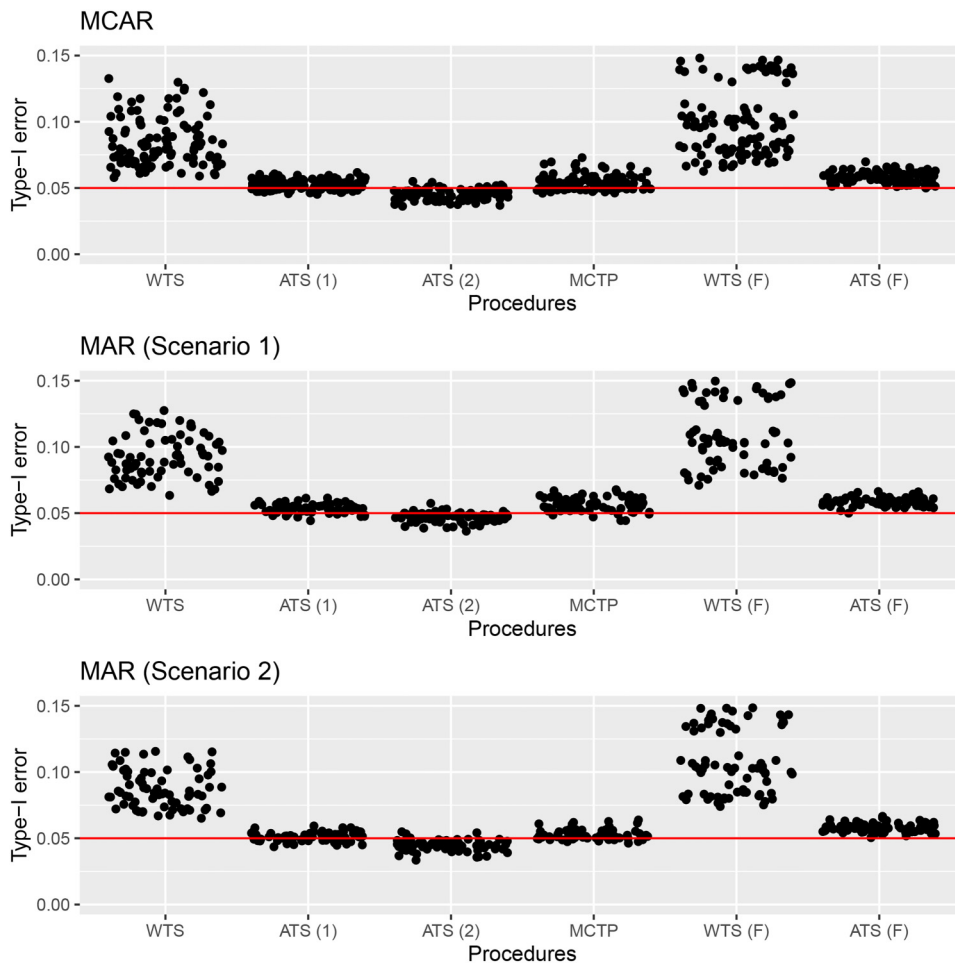 MCAR
Type-I error
0.15
0.10
0.05
0.00
WTS ATS (1) ATS (2) MCTP WTS (F) ATS (F)
Procedures
MAR (Scenario 1)
Type-I error
0.15
0.10
0.05
0.00
WTS ATS (1) ATS (2) MCTP WTS (F) ATS (F)
Procedures
MAR (Scenario 2)
Type-I error
0.15
0.10
0.05
0.00
WTS ATS (1) ATS (2) MCTP WTS (F) ATS (F)
Procedures